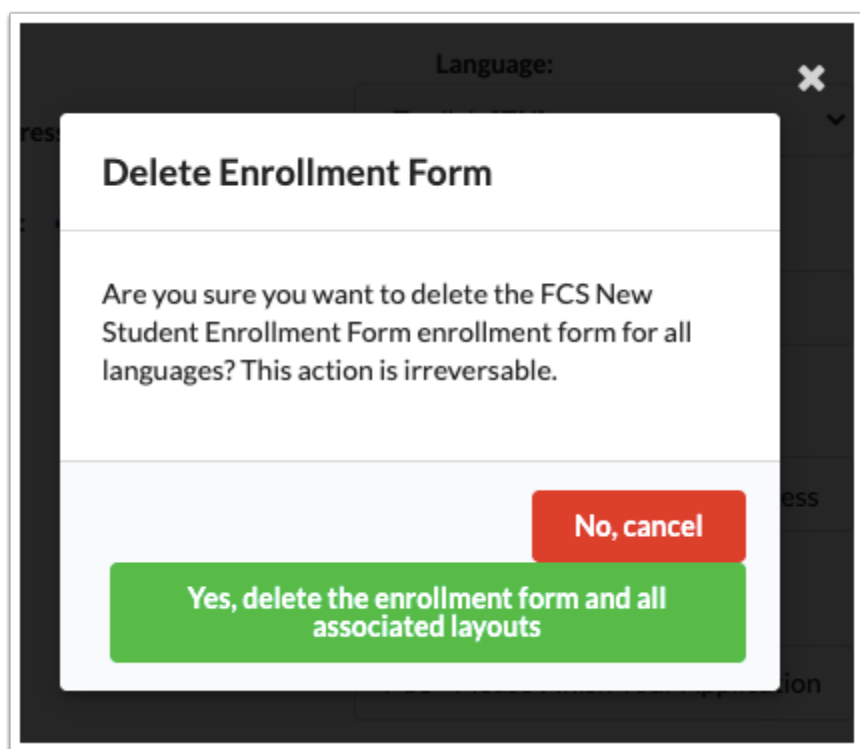 Language:
Delete Enrollment Form
Are you sure you want to delete the FCS New
Student Enrollment Form enrollment form for all
languages? This action is irreversable.
ess
No, cancel
Yes, delete the enrollment form and all
associated layouts